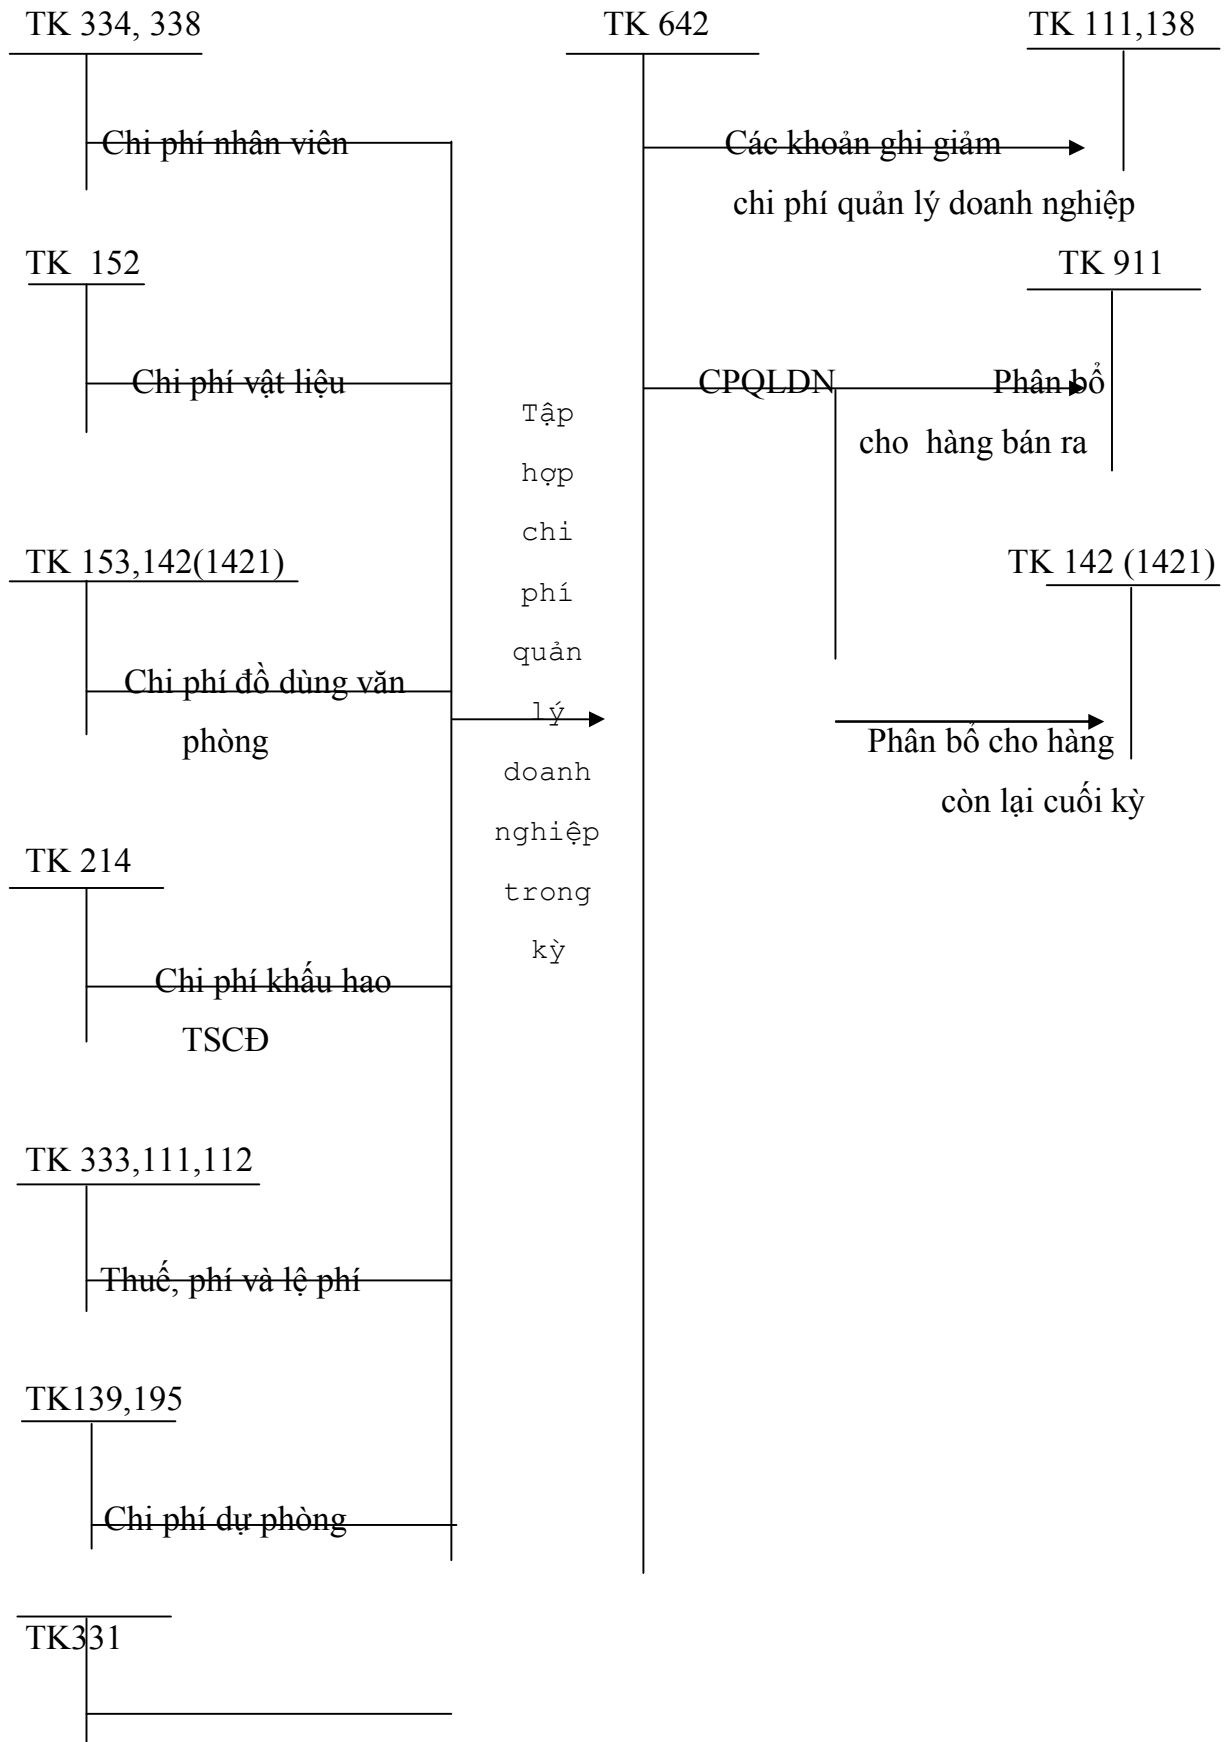 TK 334, 338
TK 642
TK 111,138
Chi phí nhân viên
Các khoản ghi giảm
chi phí quản lý doanh nghiệp
TK 152
TK 911
Chi phí vật liệu
CPQLDN
Phân bổ
cho hàng bán ra
Tập
hợp
chi
phí
quản
lý
doanh
nghiệp
trong
kỳ
TK 153,142(1421)
TK 142 (1421)
Chi phí đồ dùng văn
phòng
Phân bổ cho hàng
còn lại cuối kỳ
TK 214
Chi phí khấu hao
TSCĐ
TK 333,111,112
Thuế, phí và lệ phí
TK139,195
Chi phí dự phòng
TK331